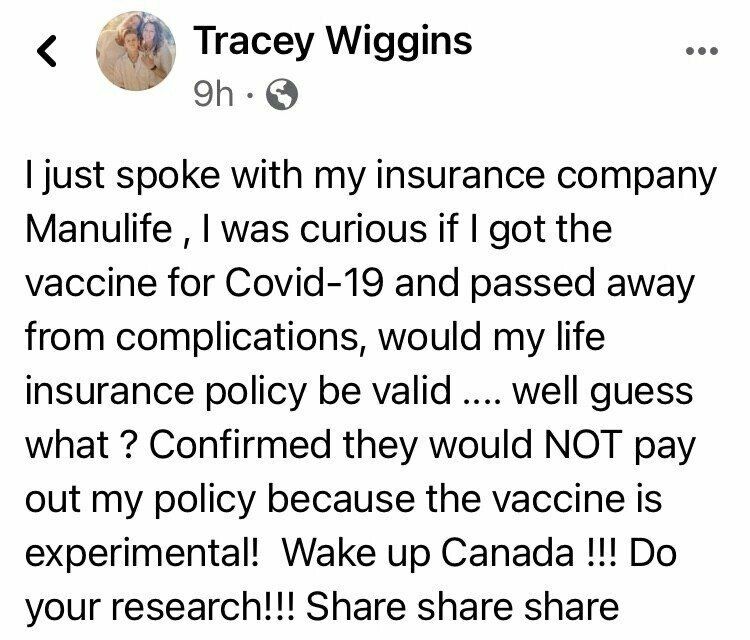 Tracey Wiggins
9h ·
I just spoke with my insurance company
Manulife , I was curious if I got the
vaccine for Covid-19 and passed away
from complications, would my life
insurance policy be valid .... well guess
what ? Confirmed they would NOT pay
out my policy because the vaccine is
experimental!  Wake up Canada !!! Do
your research!!! Share share share